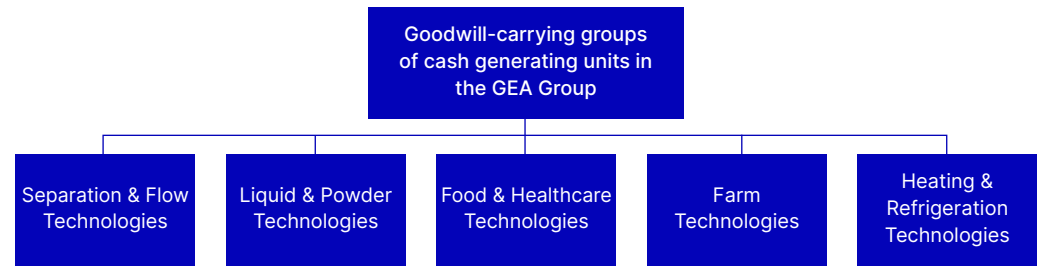 Goodwill-carrying groups
of cash generating units in
the GEA Group
Separation & Flow
Technologies
Liquid & Powder
Technologies
Food & Healthcare
Technologies
Farm
Technologies
Heating &
Refrigeration
Technologies